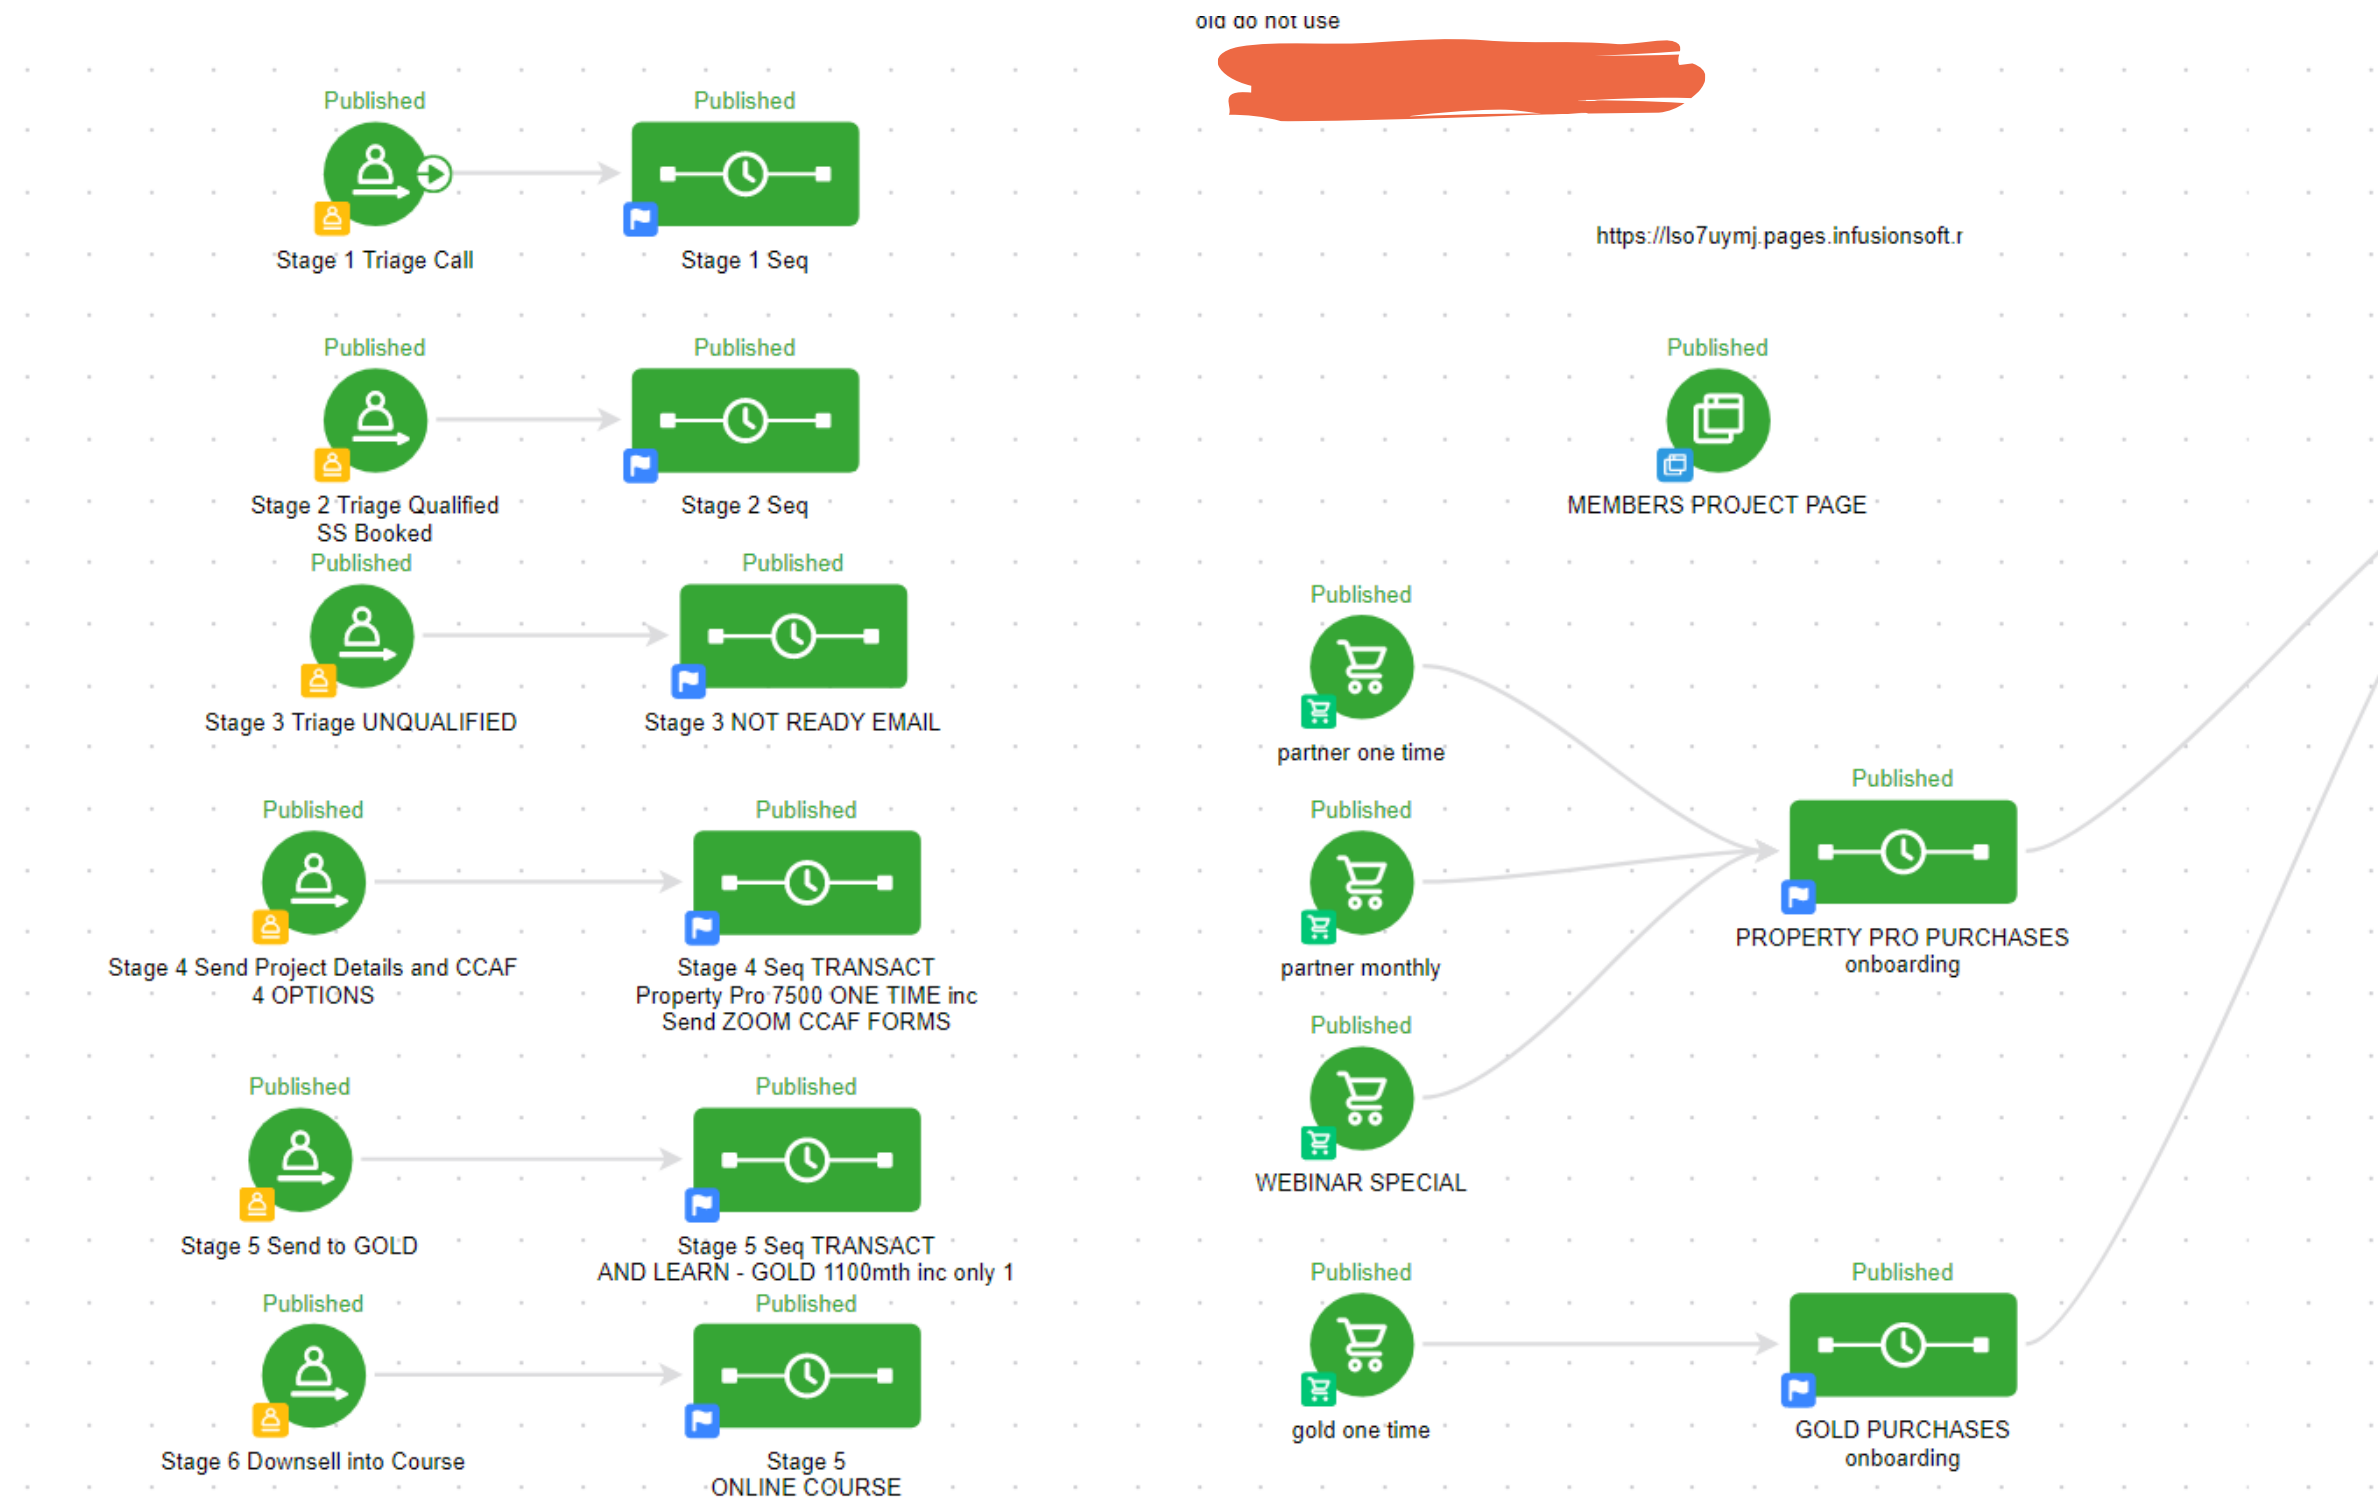 old do not use
Published
Published
Stage 1 Triage Call
Stage 1 Seq
https://lso7uymj.pages.infusionsoft.r
Published
Published
Published
Stage 2 Triage Qualified
SS Booked
Stage 2 Seq
MEMBERS PROJECT PAGE
Published
Published
Stage 3 Triage UNQUALIFIED
Stage 3 NOT READY EMAIL
Published
partner one time
Published
Published
Stage 4 Send Project Details and CCAF
4 OPTIONS
Stage 4 Seq TRANSACT
Property Pro 7500 ONE TIME inc
Send ZOOM CCAF FORMS
Published
partner monthly
Published
PROPERTY PRO PURCHASES
onboarding
Published
WEBINAR SPECIAL
Published
Published
Stage 5 Send to GOLD
Stage 5 Seq TRANSACT
AND LEARN - GOLD 1100mth inc only 1
Published
Published
Stage 6 Downsell into Course
Stage 5
ONLINE COURSE
Published
gold one time
Published
GOLD PURCHASES
onboarding